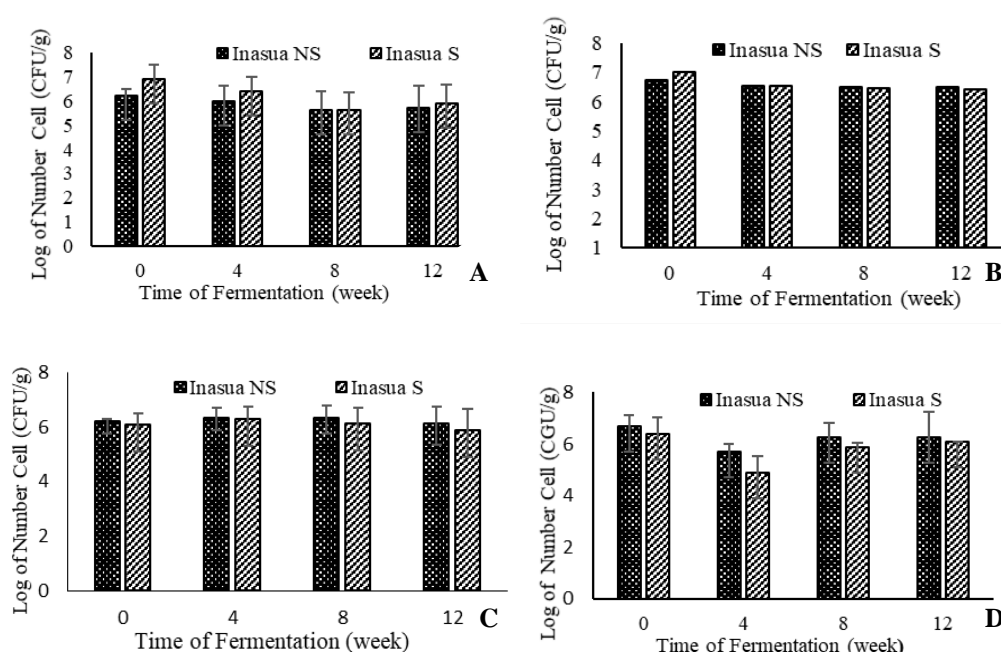 Log of Number Cell (CFU/g)
Inasua NS Inasua S
8
7
6
5
4
3
2
1
0
0 4 8 12
Time of Fermentation (week)
A
Log of Number Cell (CFU/g)
Inasua NS Inasua S
8
7
6
5
4
3
2
1
0 4 8 12
Time of Fermentation (week)
B
Log of Number Cell (CFU/g)
Inasua NS Inasua S
8
6
4
2
0
0 4 8 12
Time of Fermentation (week)
C
Log of Number Cell (CGU/g)
Inasua NS Inasua S
8
6
4
2
0
0 4 8 12
Time of Fermentation (week)
D